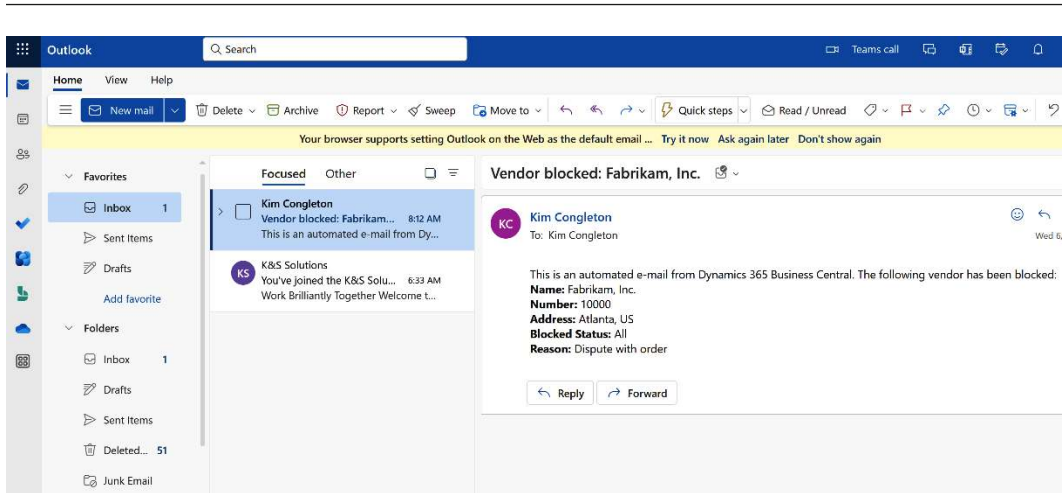 Outlook
Search
Teams call
Home View Help
New mail Delete Archive Report Sweep Move to Quick steps Read / Unread
Your browser supports setting Outlook on the Web as the default email ... Try it now Ask again later Don't show again
Favorites
Inbox 1
Sent Items
Drafts
Add favorite
Folders
Inbox 1
Drafts
Sent Items
Deleted... 51
Junk Email
Focused Other
Kim Congleton
Vendor blocked: Fabrikam... 8:12 AM
This is an automated e-mail from Dy...
KS
K&S Solutions
You've joined the K&S Solu... 6:33 AM
Work Brilliantly Together Welcome t...
Vendor blocked: Fabrikam, Inc.
KC
Kim Congleton
To: Kim Congleton
Wed 6,
This is an automated e-mail from Dynamics 365 Business Central. The following vendor has been blocked:
Name: Fabrikam, Inc.
Number: 10000
Address: Atlanta, US
Blocked Status: All
Reason: Dispute with order
Reply Forward